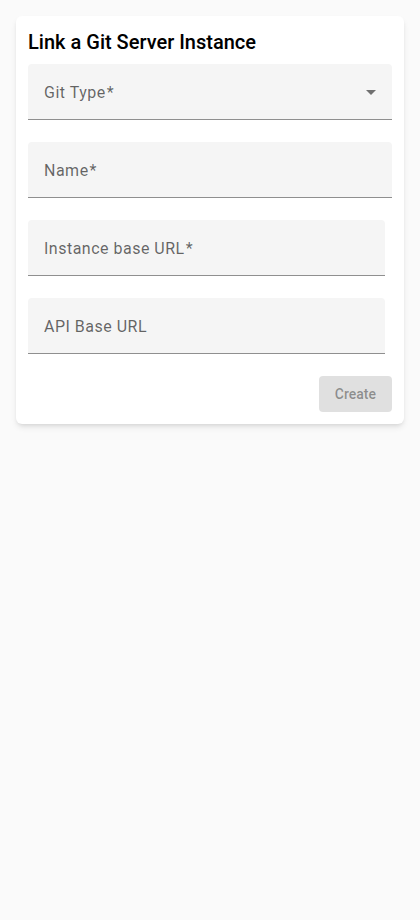 Link a Git Server Instance
Git Type*
Name*
Instance base URL*
API Base URL
Create